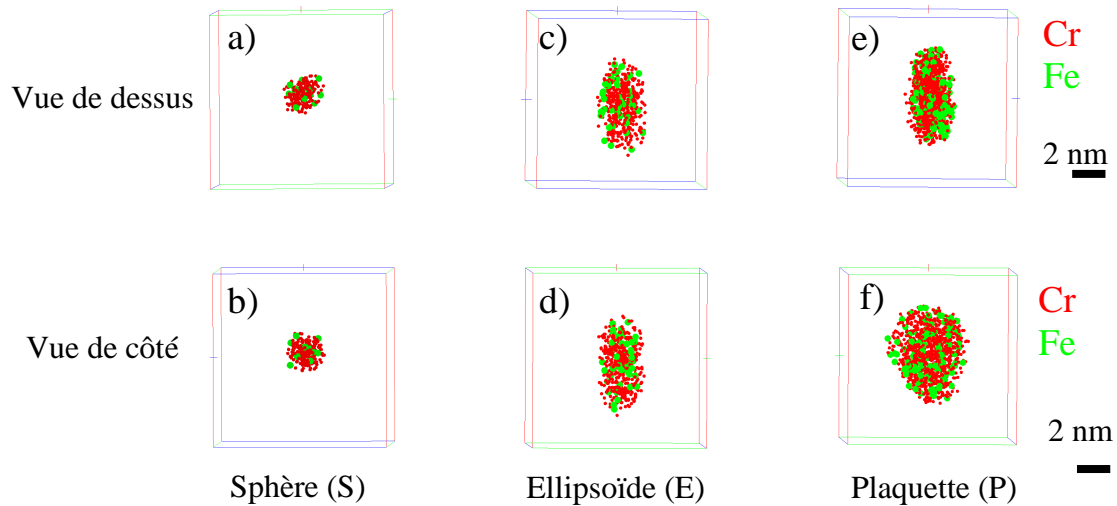 a)
c)
e)
Cr
Fe
Vue de dessus
2 nm
b)
d)
f)
Cr
Fe
Vue de côté
2 nm
Sphère (S)
Ellipsoïde (E)
Plaquette (P)